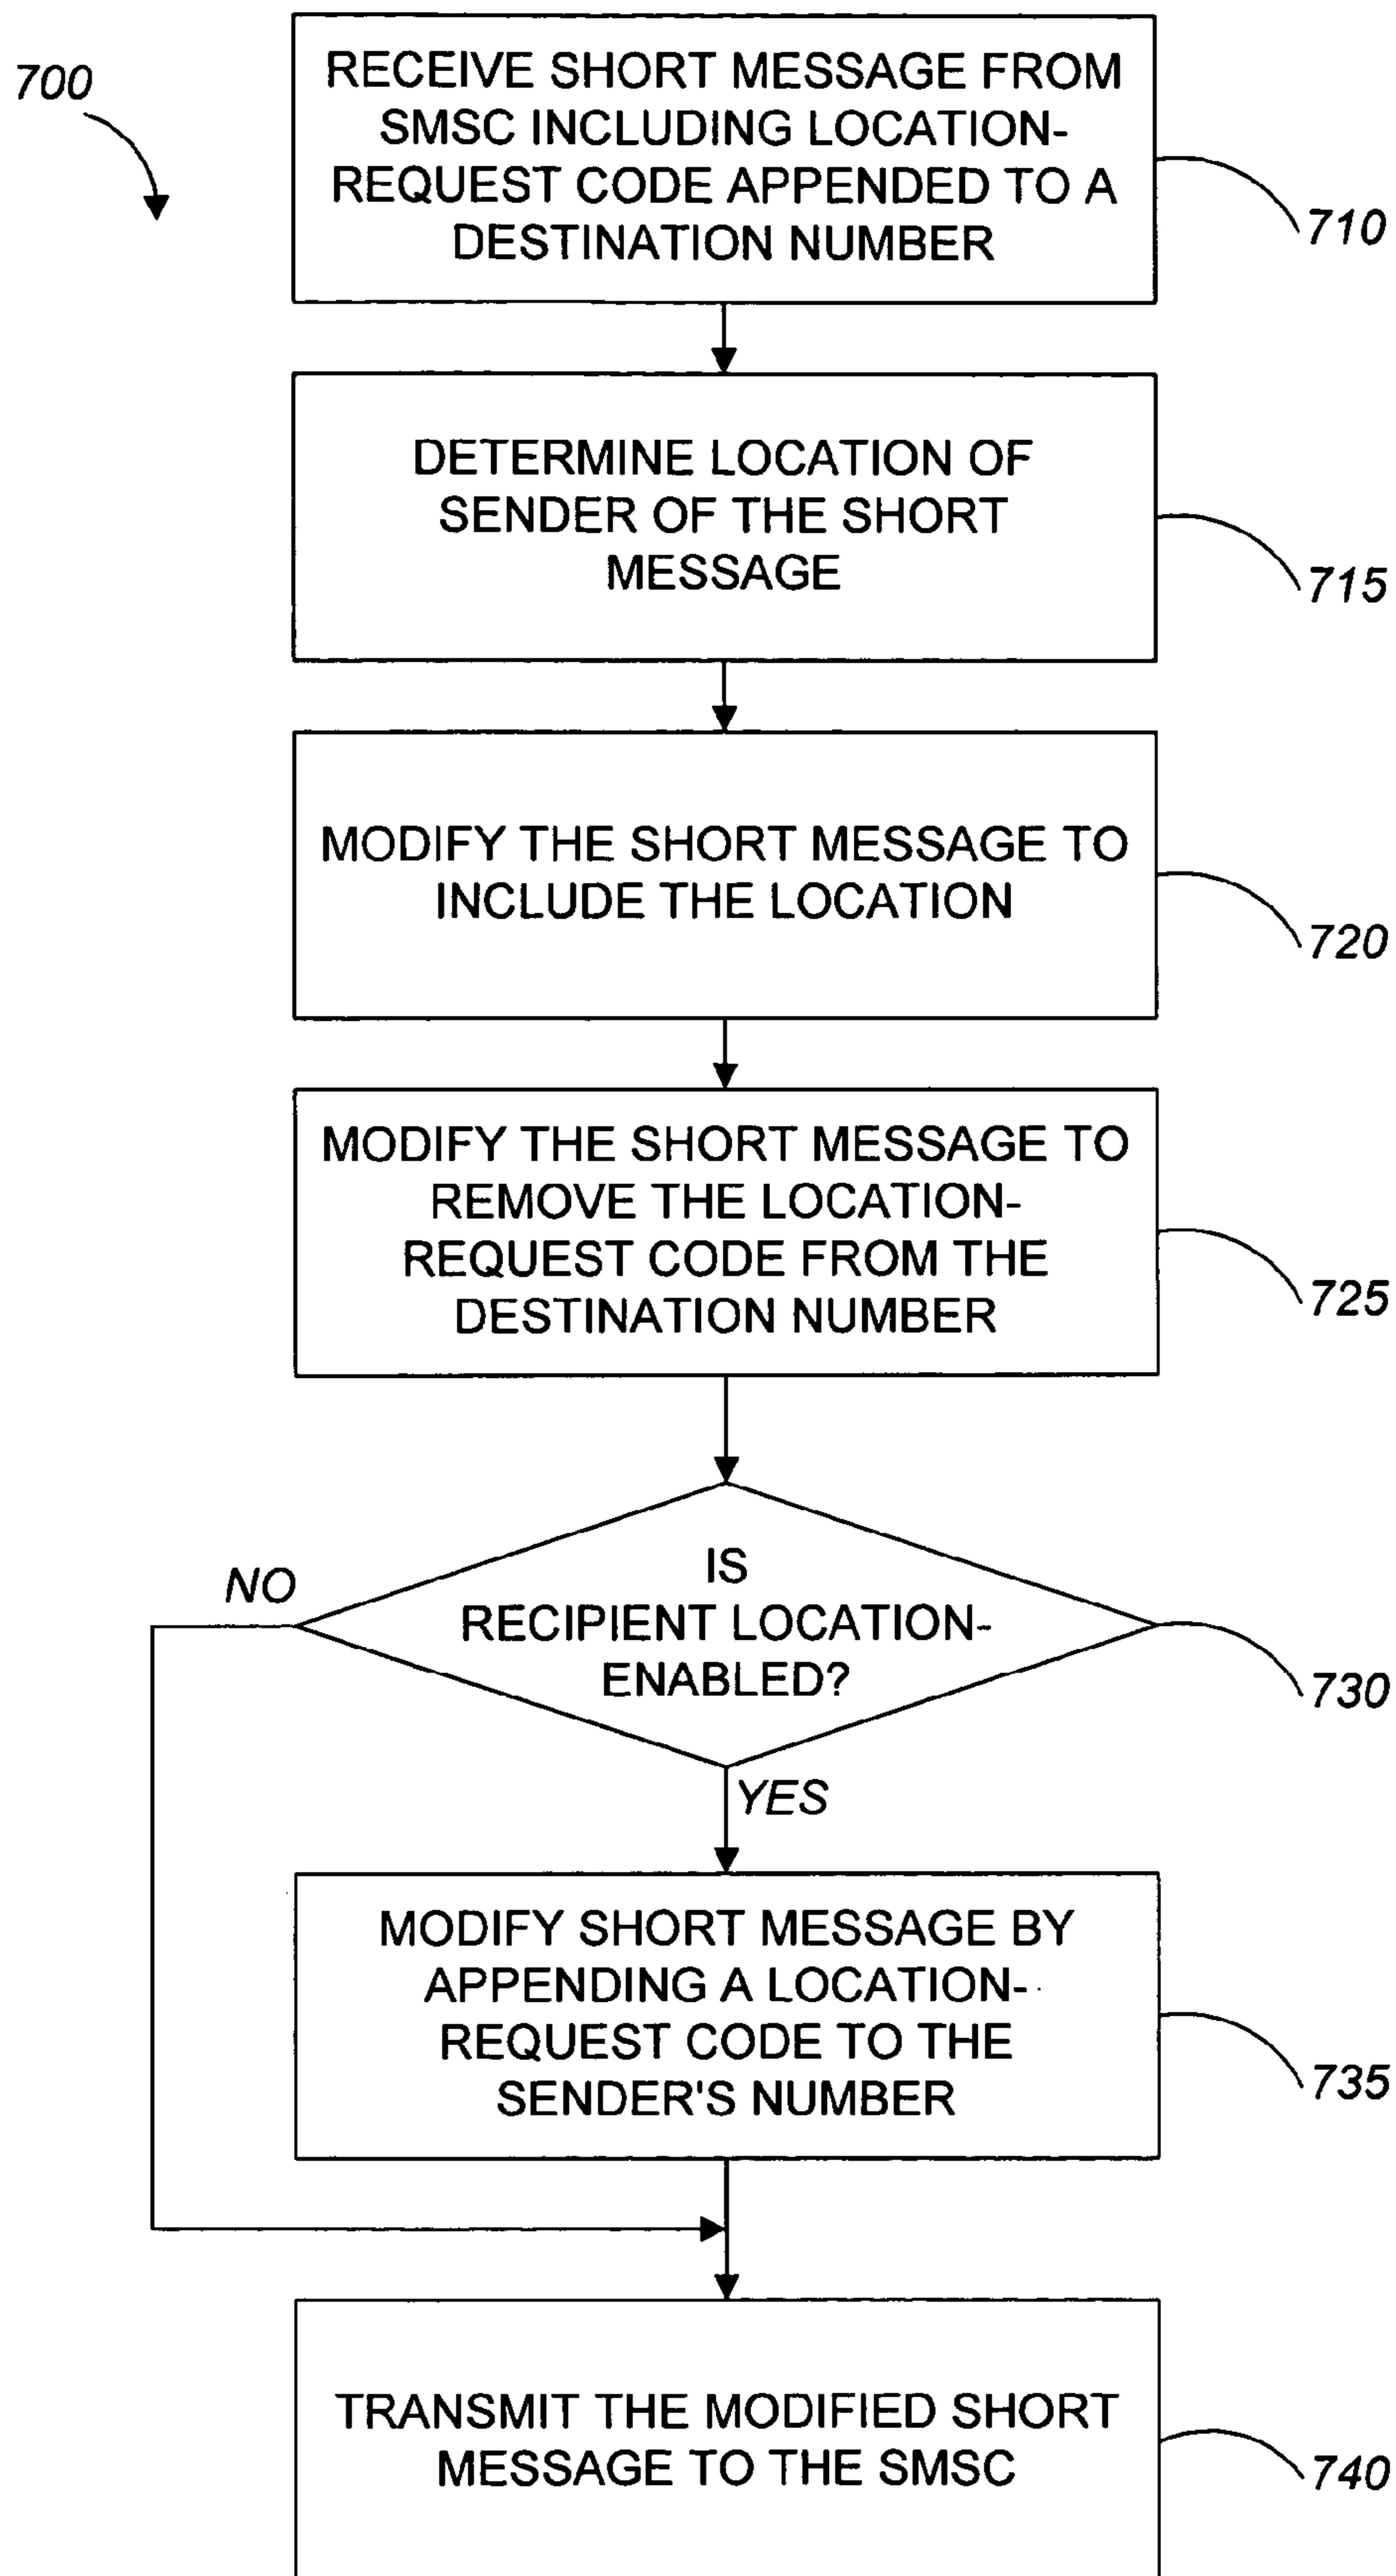 700
RECEIVE SHORT MESSAGE FROM
SMSC INCLUDING LOCATION-
REQUEST CODE APPENDED TO A
DESTINATION NUMBER
710
DETERMINE LOCATION OF
SENDER OF THE SHORT
MESSAGE
715
MODIFY THE SHORT MESSAGE TO
INCLUDE THE LOCATION
720
MODIFY THE SHORT MESSAGE TO
REMOVE THE LOCATION-
REQUEST CODE FROM THE
DESTINATION NUMBER
725
NO
IS
RECIPIENT LOCATION-
ENABLED?
730
YES
MODIFY SHORT MESSAGE BY
APPENDING A LOCATION-
REQUEST CODE TO THE
SENDER'S NUMBER
735
TRANSMIT THE MODIFIED SHORT
MESSAGE TO THE SMSC
740